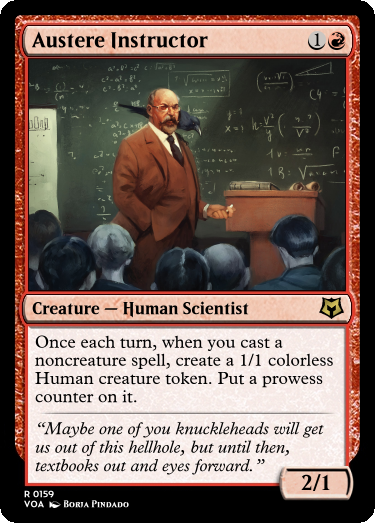 Austere Instructor
1
Creature — Human Scientist
Once each turn, when you cast a
noncreature spell, create a 1/1 colorless
Human creature token. Put a prowess
counter on it.
“Maybe one of you knuckleheads will get
us out of this hellhole, but until then,
textbooks out and eyes forward.”
2/1
R 0159
VOA Borja Pindado